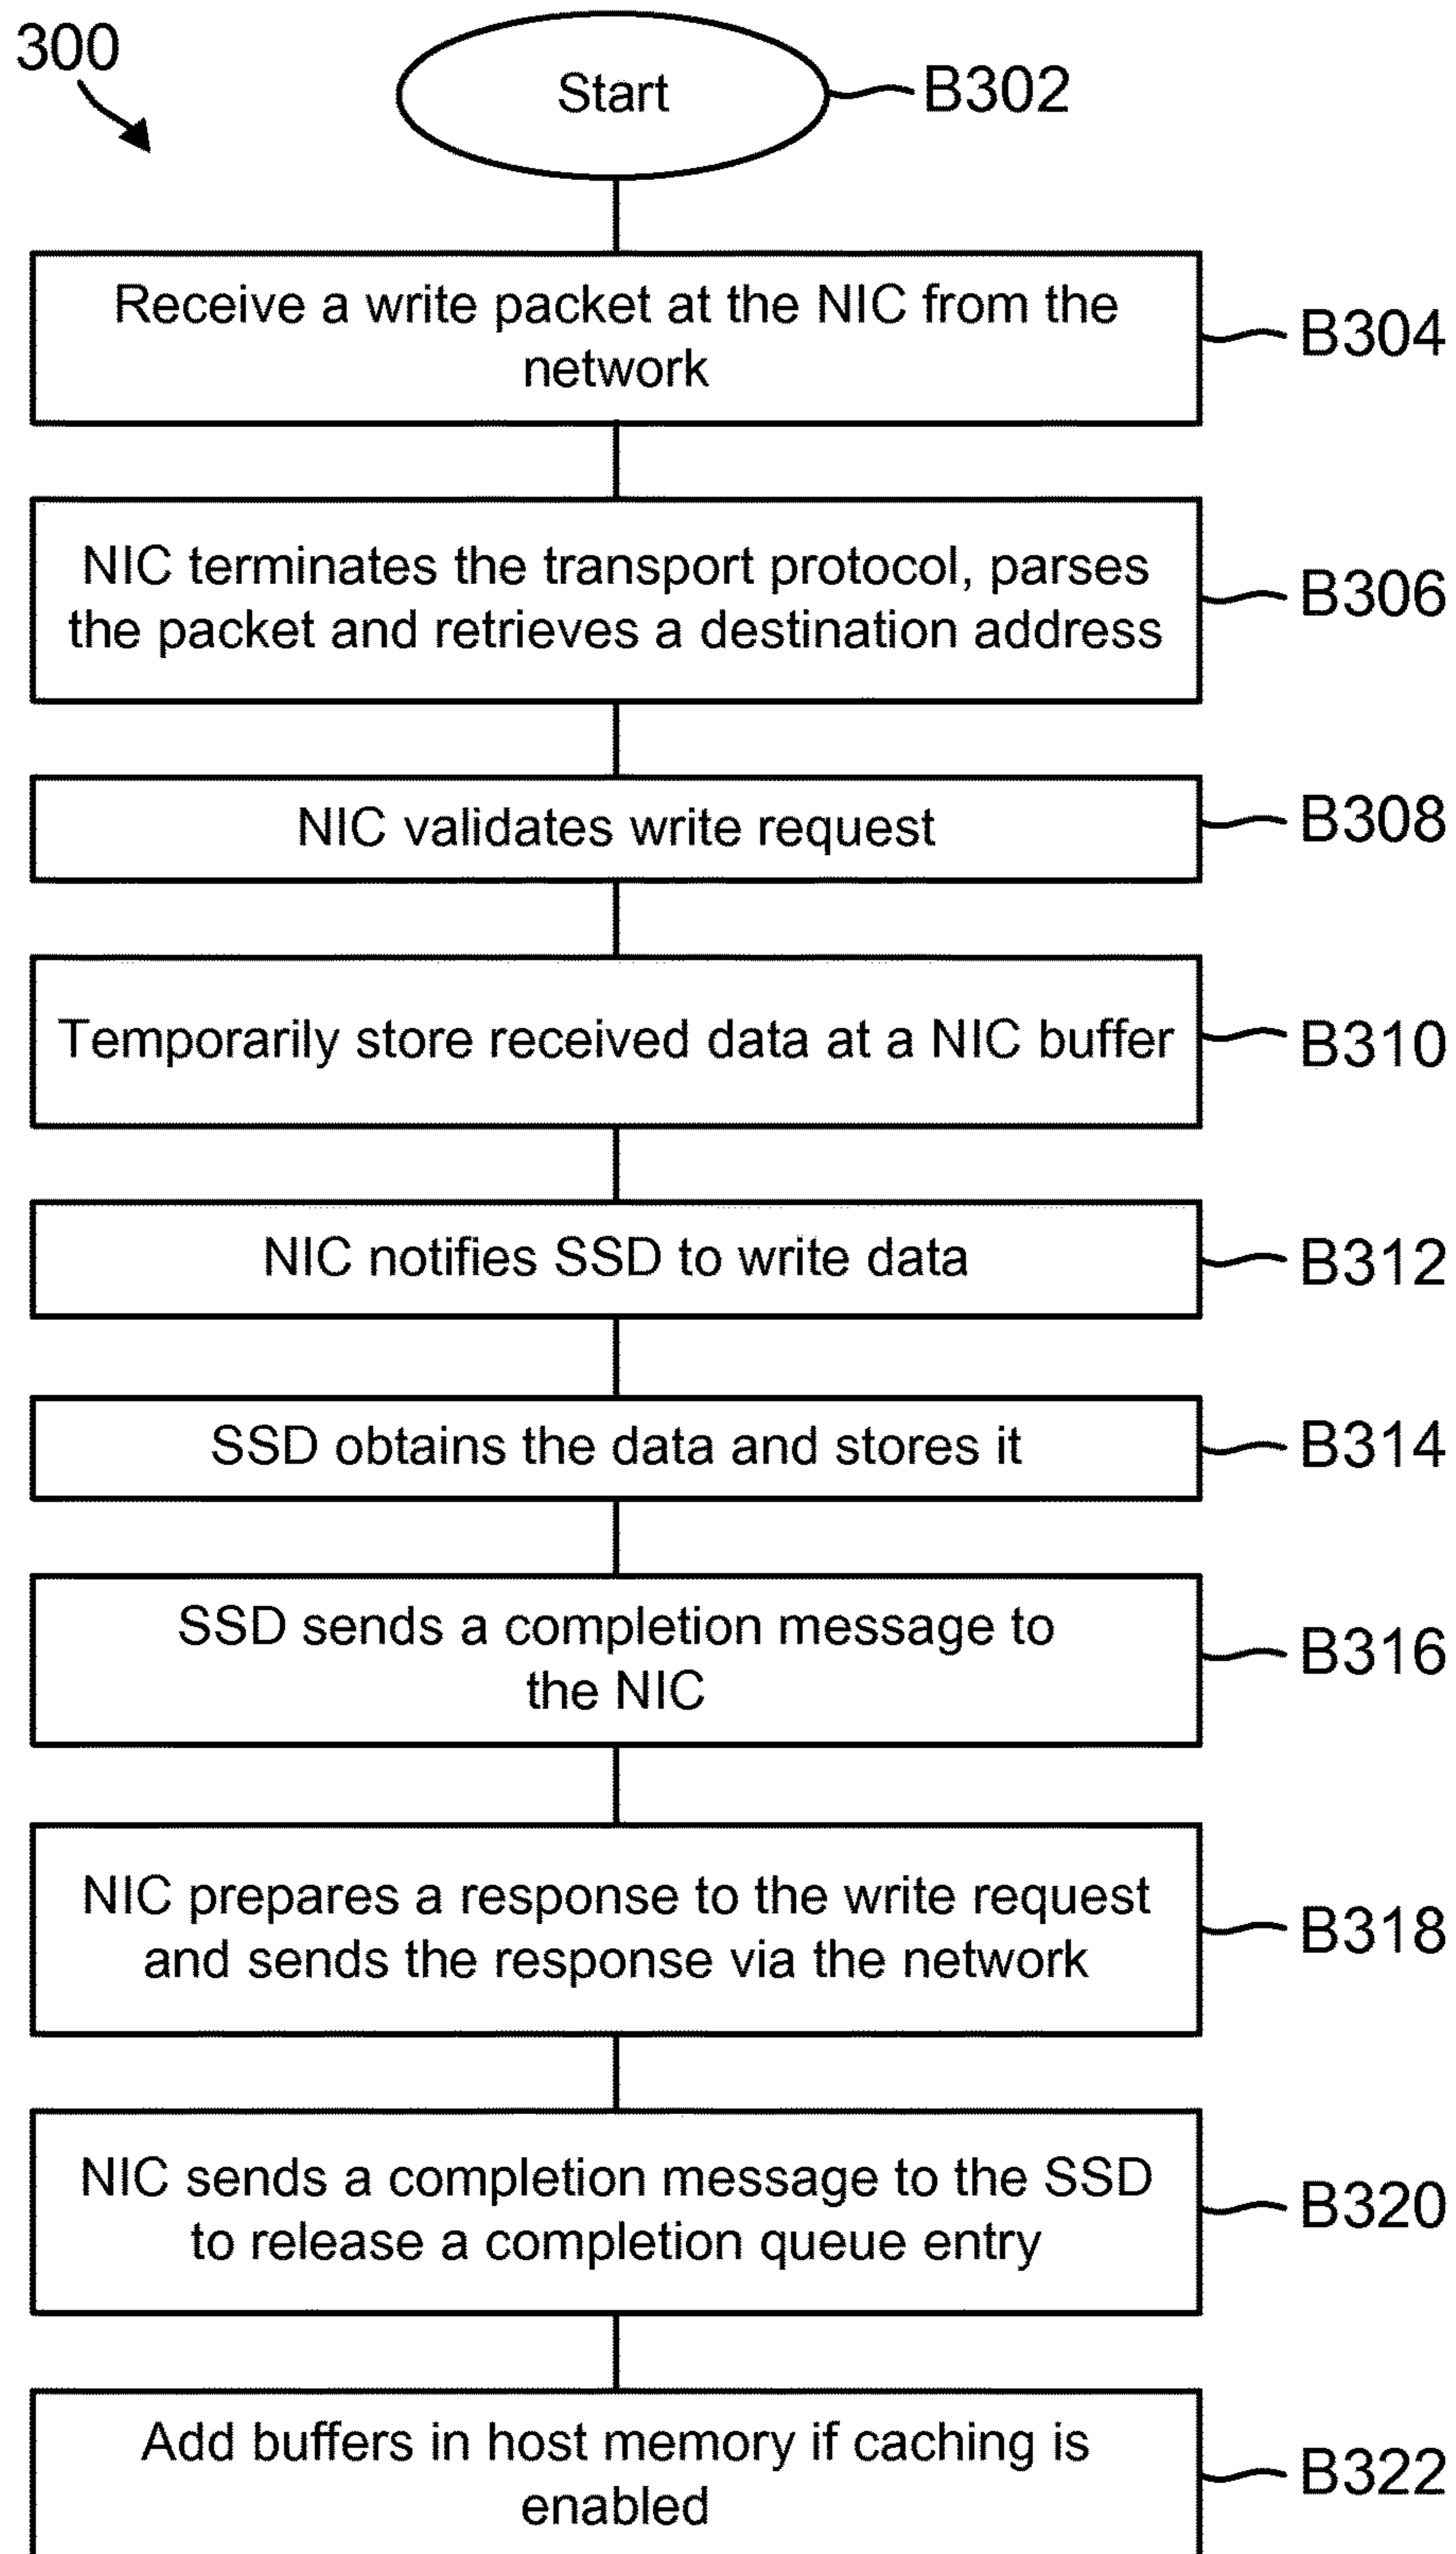 300
Start
B302
Receive a write packet at the NIC from the
network
B304
NIC terminates the transport protocol, parses
the packet and retrieves a destination address
B306
NIC validates write request
B308
Temporarily store received data at a NIC buffer
B310
NIC notifies SSD to write data
B312
SSD obtains the data and stores it
B314
SSD sends a completion message to
the NIC
B316
NIC prepares a response to the write request
and sends the response via the network
B318
NIC sends a completion message to the SSD
to release a completion queue entry
B320
Add buffers in host memory if caching is
enabled
B322